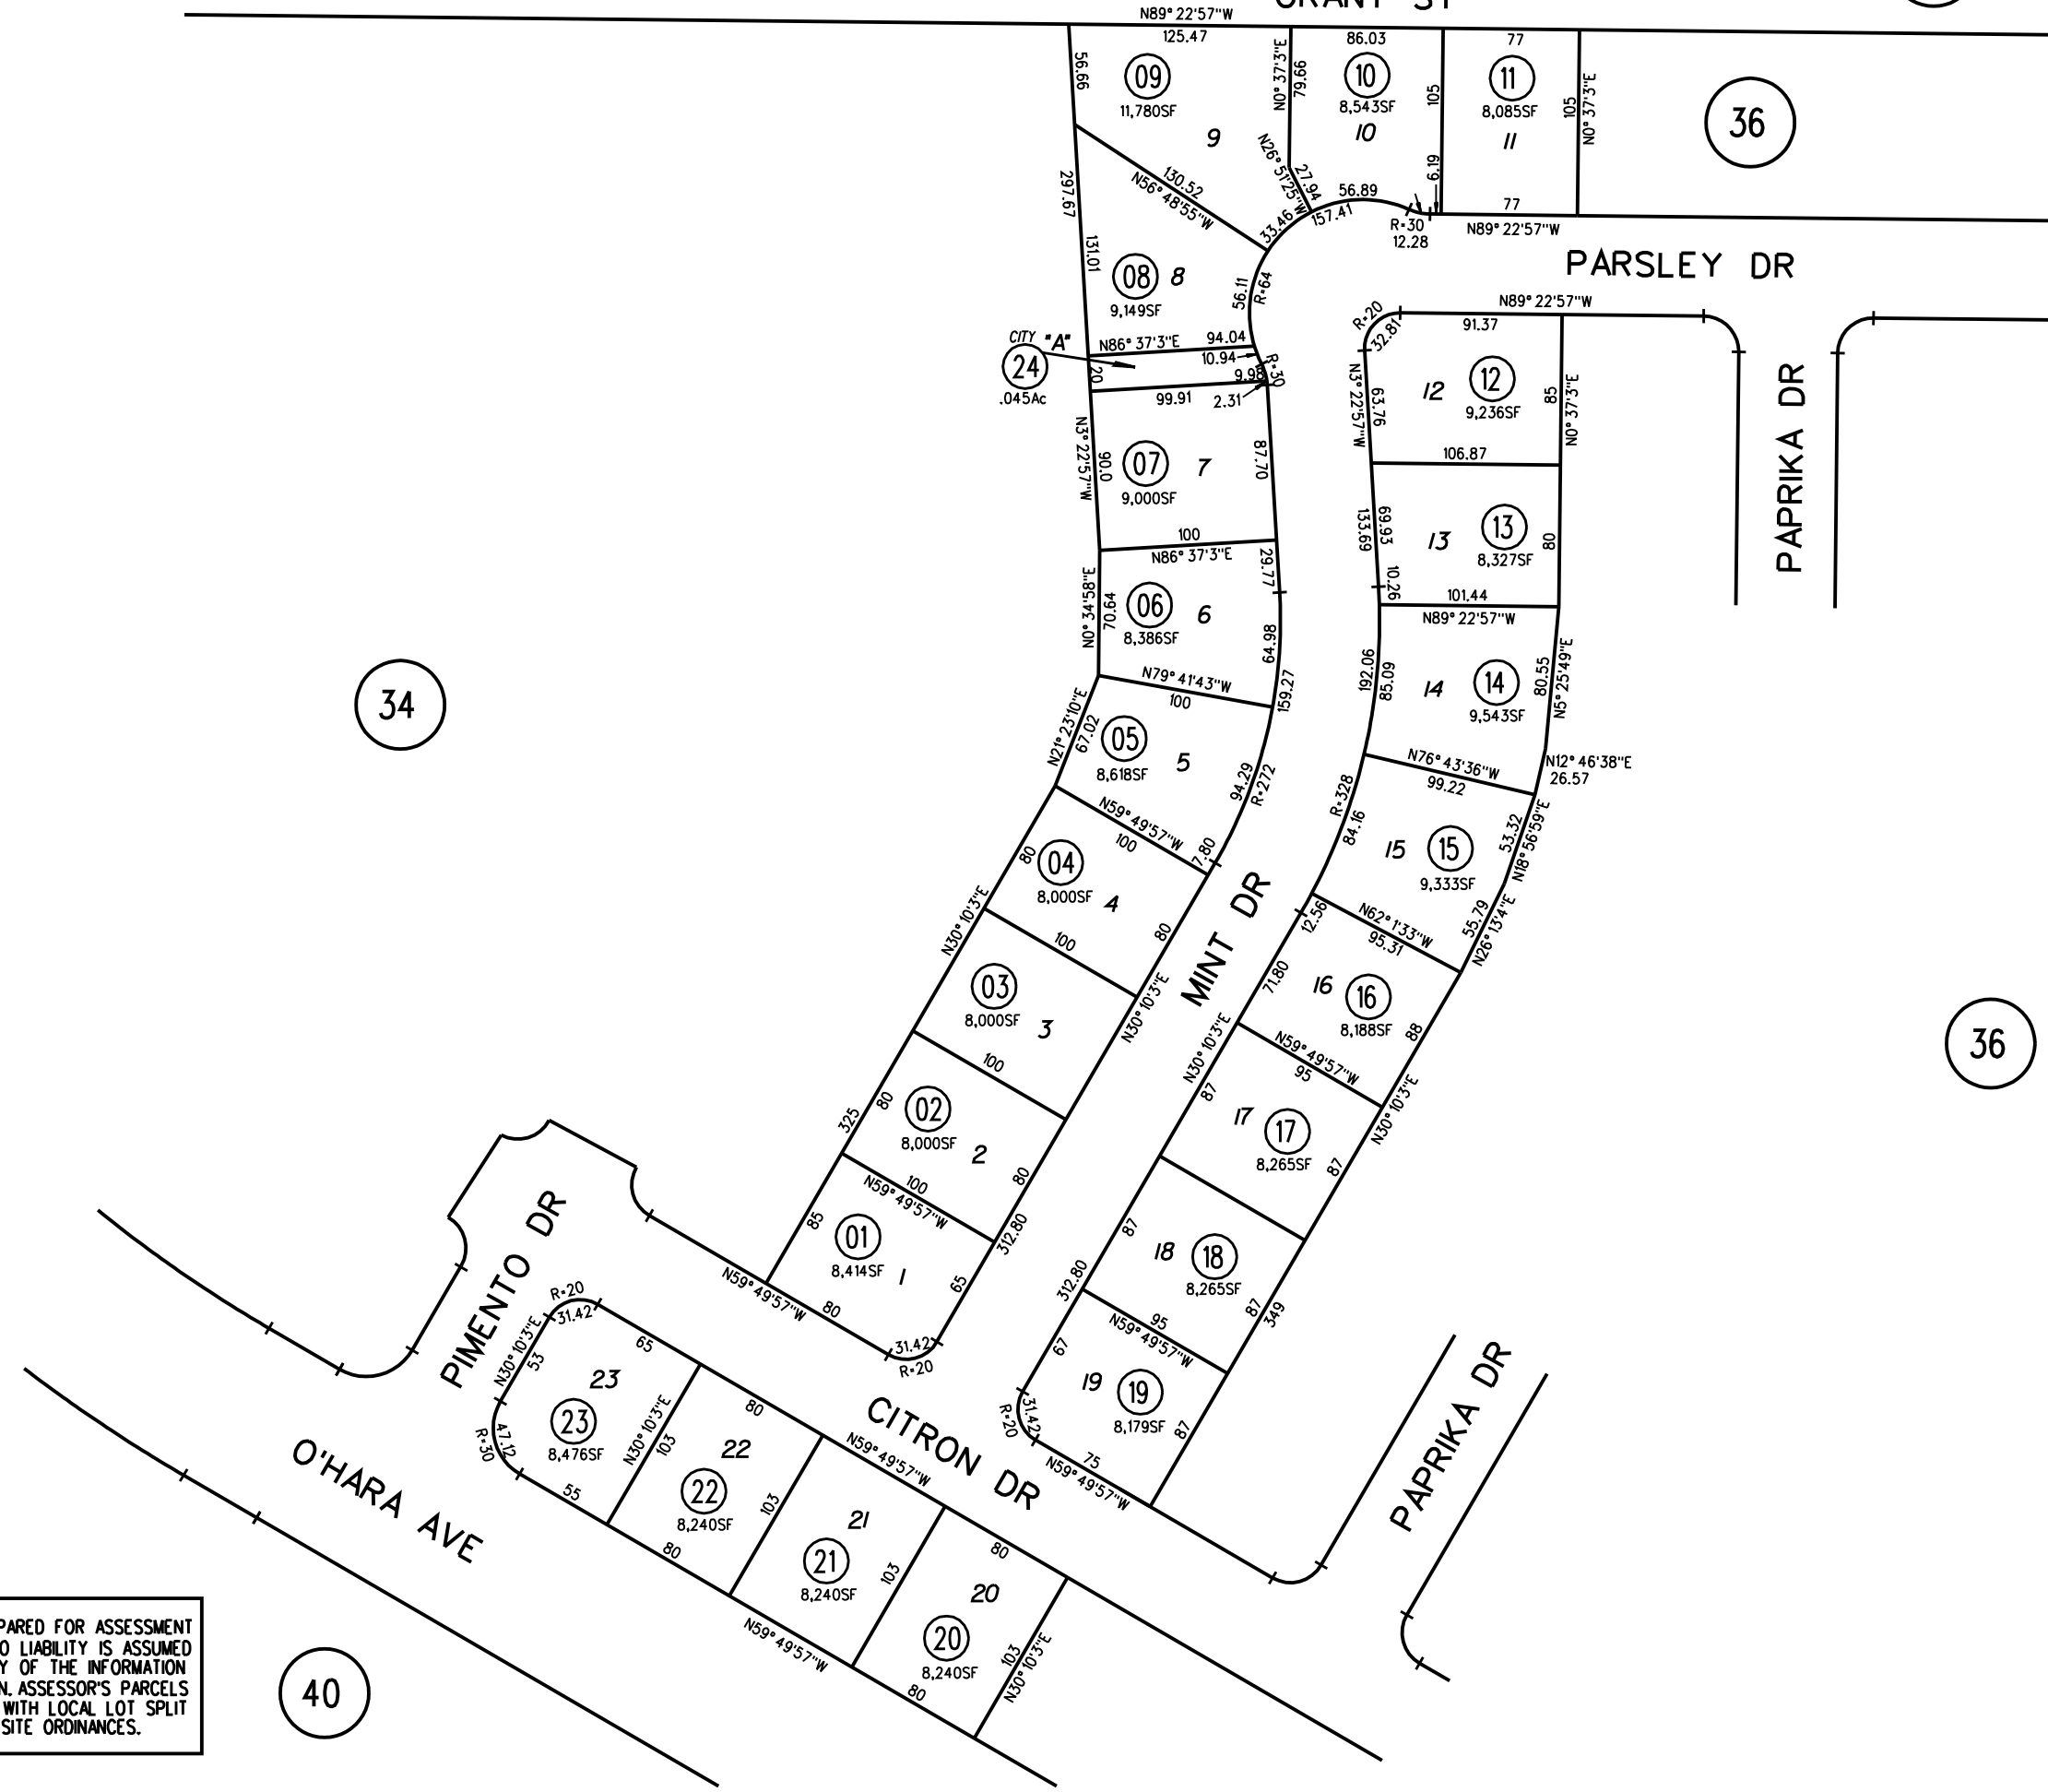 N89° 22'57"W
125.47
56.66
09
11,780SF
9
N0° 37'3"E
79.66
86.03
10
8,543SF
10
105
6.19
77
11
8,085SF
11
105
N0° 37'3"E
77
N89° 22'57"W
36
N26° 51'25"W
27.94
56.89
157.41
33.46
R=30
12.28
130.52
N56° 48'55"W
297.67
131.01
08
8
9,149SF
56.11
R=64
PARSLEY DR
N89° 22'57"W
R=20
32.81
91.37
CITY "A"
24
.045Ac
N86° 37'3"E
94.04
10.94
R=30
20
9.98
99.91
2.31
N3° 22'57"W
90.0
07
7
9,000SF
87.70
100
N86° 37'3"E
N3° 22'57"W
63.76
12
12
9,236SF
85
N0° 37'3"E
106.87
PAPRIKA DR
133.69
69.93
13
13
8,327SF
80
10.26
101.44
N89° 22'57"W
N0° 34'58"E
70.64
06
6
8,386SF
29.77
64.98
N79° 41'43"W
100
159.27
34
192.06
85.09
14
14
9,543SF
80.55
N5° 25'49"E
N21° 23'10"E
67.02
05
5
8,618SF
94.29
R=272
N76° 43'36"W
99.22
N12° 46'38"E
26.57
N59° 49'57"W
100
7.80
R=328
84.16
15
15
9,333SF
53.32
N18° 56'59"E
55.79
N26° 13'4"E
80
04
8,000SF
4
80
N30° 10'3"E
100
MINT DR
12.56
N62° 1'33"W
95.31
71.80
16
16
8,188SF
88
03
8,000SF
3
N30° 10'3"E
100
N30° 10'3"E
N59° 49'57"W
95
36
87
17
17
8,265SF
87
N30° 10'3"E
325
80
02
8,000SF
2
80
100
N59° 49'57"W
85
01
8,414SF
1
65
312.80
N59° 49'57"W
80
31.42
R=20
87
18
18
8,265SF
87
349
312.80
95
N59° 49'57"W
67
19
19
8,179SF
87
31.42
R=20
75
N59° 49'57"W
PIMENTO DR
R=20
31.42
N30° 10'3"E
53
65
23
23
8,476SF
47.12
R=30
55
N30° 10'3"E
103
80
22
22
8,240SF
80
103
CITRON DR
N59° 49'57"W
21
21
8,240SF
103
N59° 49'57"W
80
20
20
8,240SF
80
103
N30° 10'3"E
PAPRIKA DR
O'HARA AVE
40
FOR ASSESSMENT
LIABILITY IS ASSUMED
OF THE INFORMATION
ASSESSOR'S PARCELS
WITH LOCAL LOT SPLIT
SITE ORDINANCES.